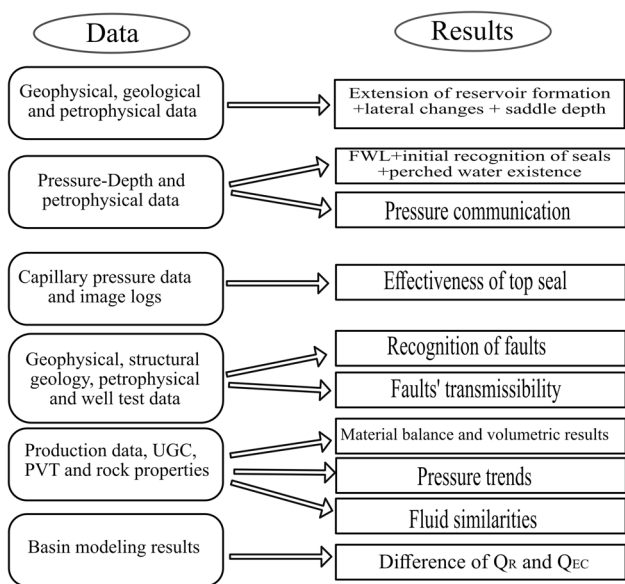 Data
Results
Geophysical, geological
and petrophysical data
Extension of reservoir formation
+lateral changes + saddle depth
Pressure-Depth and
petrophysical data
FWL+initial recognition of seals
+perched water existence
Pressure communication
Capillary pressure data
and image logs
Effectiveness of top seal
Geophysical, structural
geology, petrophysical
and well test data
Recognition of faults
Faults' transmissibility
Production data, UGC,
PVT and rock properties
Material balance and volumetric results
Pressure trends
Fluid similarities
Basin modeling results
Difference of QR and QEC